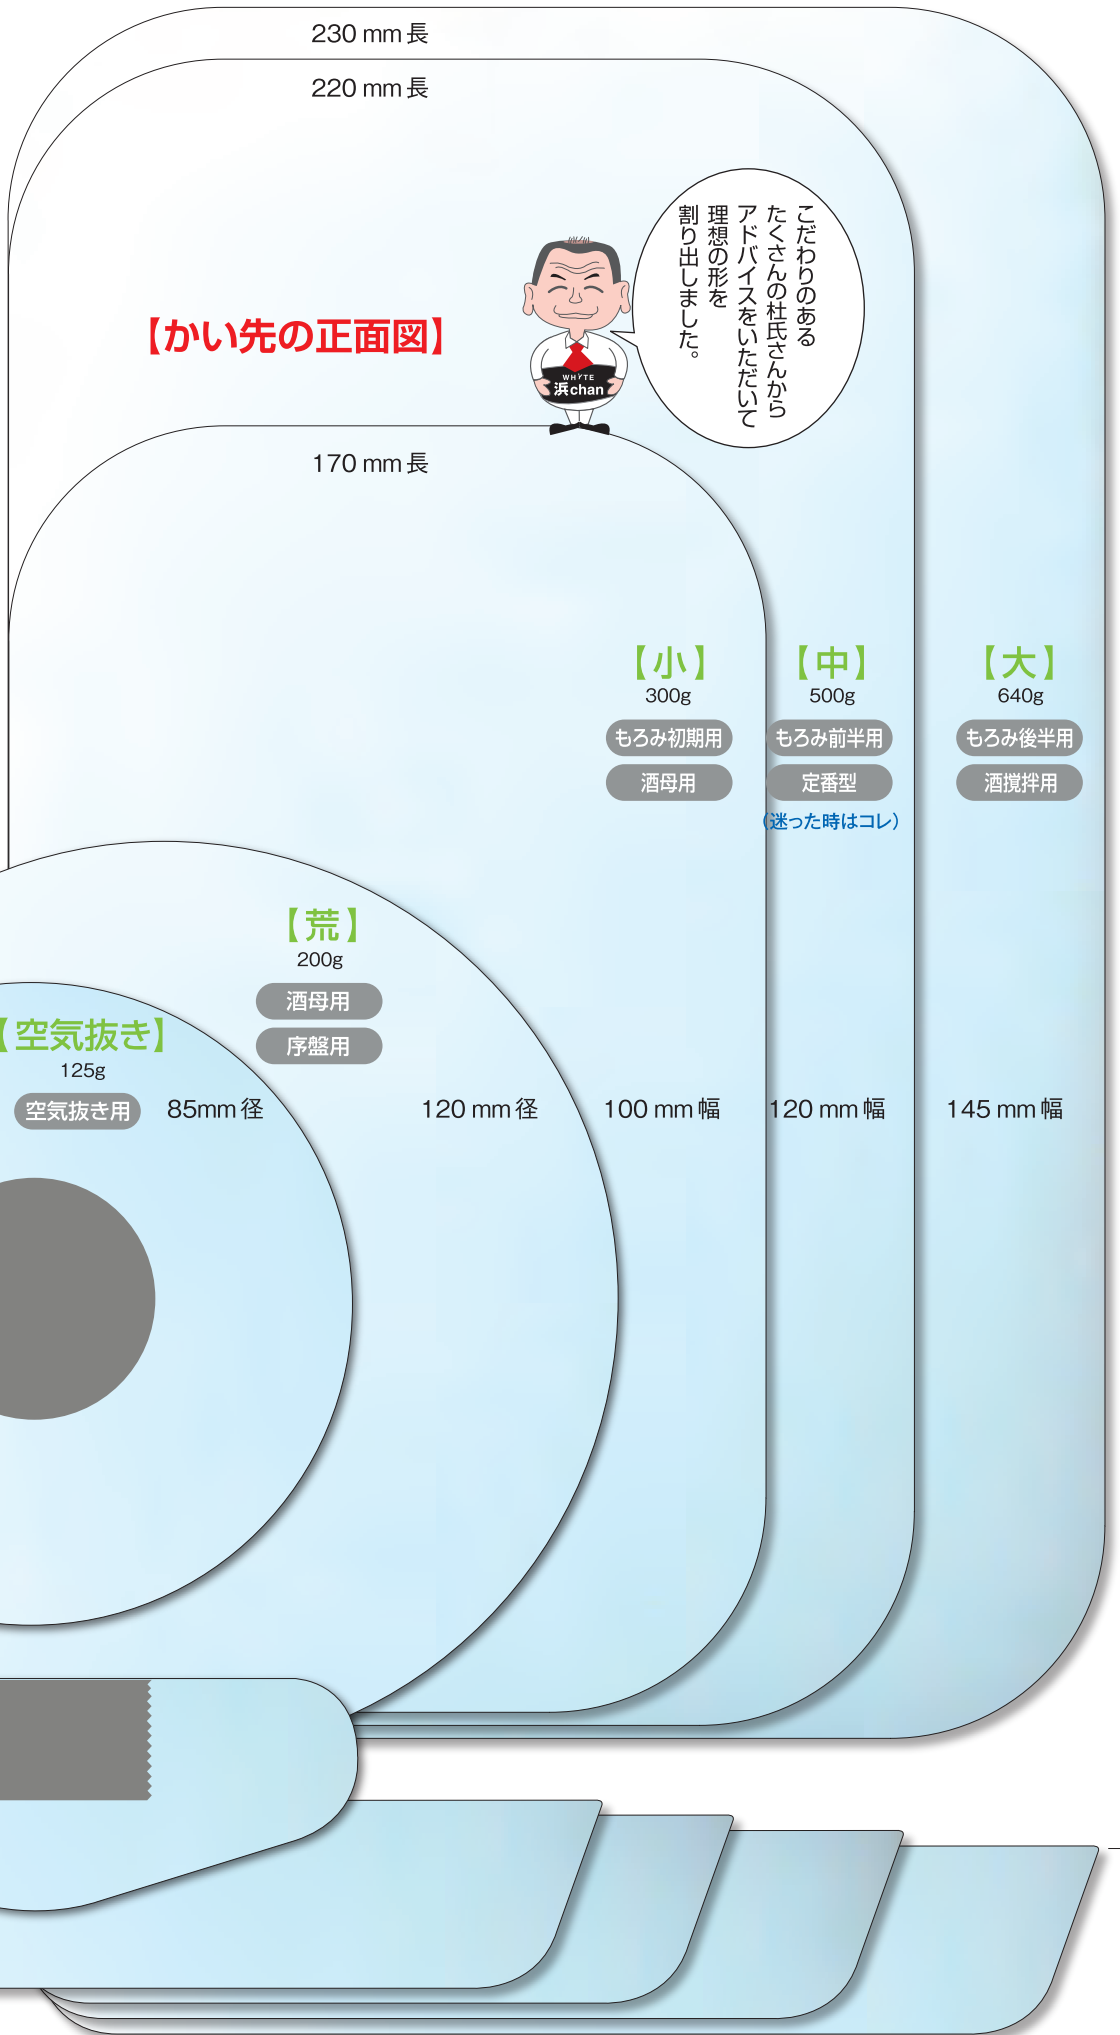 230 mm 長
220 mm 長
こだわりのある
たくさんの杜氏さんから
アドバイスをいただいて
理想の形を
割り出しました。
【かい先の正面図】
WHYTE
浜chan
170 mm 長
【小】
300g
もろみ初期用
酒母用
【中】
500g
もろみ前半用
定番型
(迷った時はコレ)
【大】
640g
もろみ後半用
酒撹拌用
【荒】
200g
酒母用
序盤用
【空気抜き】
125g
空気抜き用
85mm 径
120 mm 径
100 mm 幅
120 mm 幅
145 mm 幅